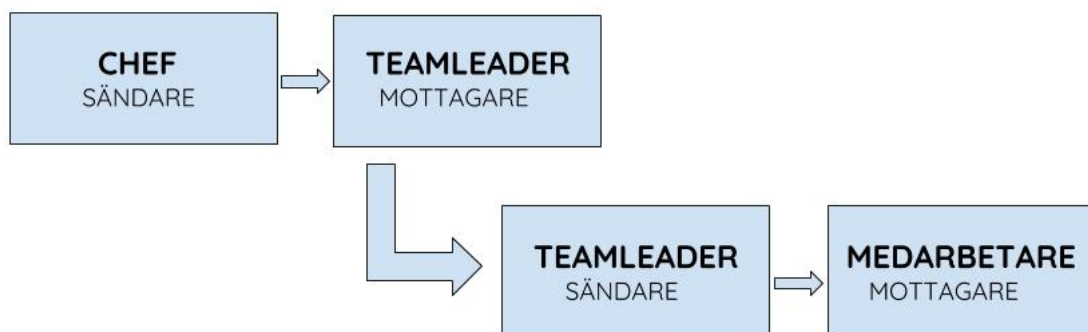 CHEF
SÄNDARE
TEAMLEADER
MOTTAGARE
TEAMLEADER
SÄNDARE
MEDARBETARE
MOTTAGARE